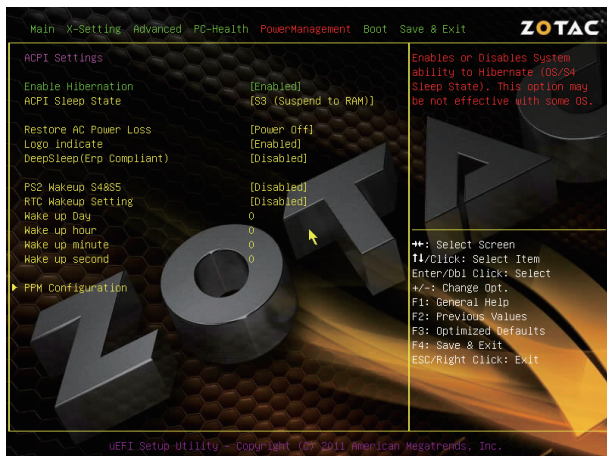 Main X-Setting Advanced PC-Health PowerManagement Boot Save & Exit
ZOTAC
ACPI Settings
Enable Hibernation [Enabled]
ACPI Sleep State [S3 (Suspend to RAM)]
Restore AC Power Loss [Power Off]
Logo indicate [Enabled]
DeepSleep(Erp Compliant) [Disabled]
PS2 Wakeup S4&S5 [Disabled]
RTC Wakeup Setting [Disabled]
Wake up Day 0
Wake up hour 0
Wake up minute 0
Wake up second 0
PPM Configuration
Enables or Disables System
ability to Hibernate (OS/S4
Sleep State). This option may
be not effective with some OS.
→←: Select Screen
↑↓/Click: Select Item
Enter/Dbl Click: Select
+/-: Change Opt.
F1: General Help
F2: Previous Values
F3: Optimized Defaults
F4: Save & Exit
ESC/Right Click: Exit
ZOTA
uEFI Setup Utility - Copyright (C) 2011 American Megatrends, Inc.